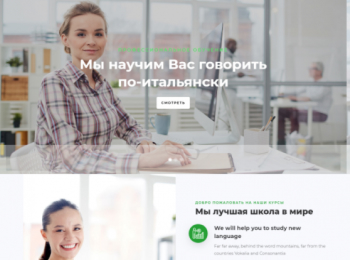 Мы научим Вас говорить
по-итальянски
СМОТРЕТЬ
ДОБРО ПОЖАЛОВАТЬ НА НАШИ КУРСЫ
Мы лучшая школа в мире
We will help you to study new
language
Far far away, behind the word mountains, far from the
countries Vokalia and Consonantia